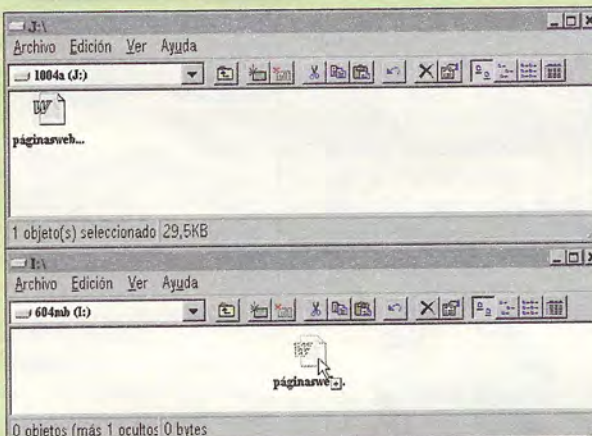 J:\
Archivo Edición Ver Ayuda
1004a (J:)
páginasweb...
1 objeto(s) seleccionado 29,5KB
I:\
Archivo Edición Ver Ayuda
604mb (I:)
páginaswe
0 objetos (más 1 ocultos 0 bytes